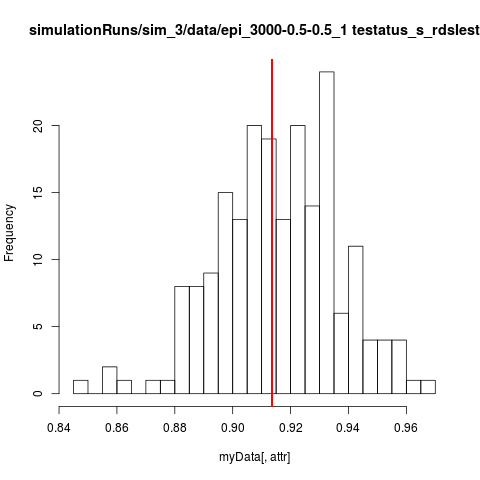 simulationRuns/sim_3/data/epi_3000-0.5-0.5_1 testatus_s_rdslest
Frequency
20
15
10
5
0
0.84 0.86 0.88 0.90 0.92 0.94 0.96
myData[, attr]